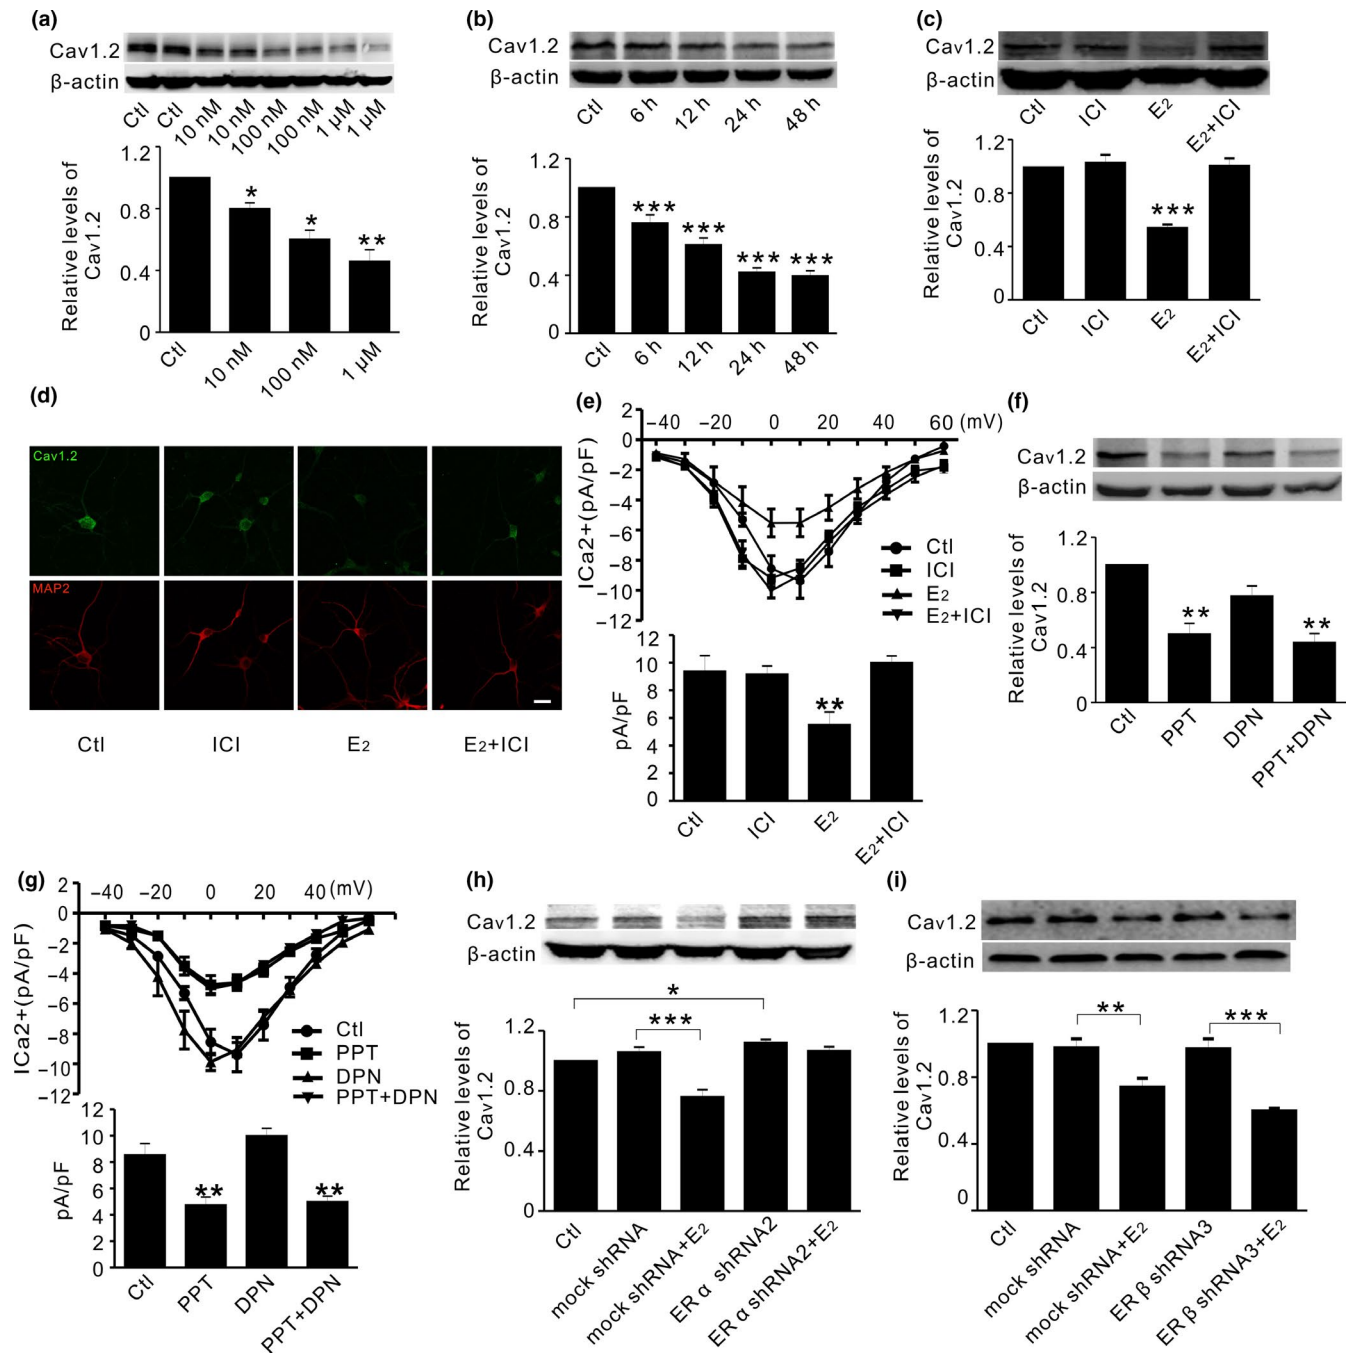 (a)
Cav1.2
β-actin
Ctl Ctl 10 nM 10 nM 100 nM 100 nM 1 μM 1 μM
Relative levels of
Cav1.2
1.2
0.8
0.4
0
*
*
**
Ctl 10 nM 100 nM 1 μM
(b)
Cav1.2
β-actin
Ctl 6 h 12 h 24 h 48 h
Relative levels of
Cav1.2
1.2
0.8
0.4
0
***
***
***
***
Ctl 6 h 12 h 24 h 48 h
(c)
Cav1.2
β-actin
Ctl ICI E2 E2+ICI
Relative levels of
Cav1.2
1.2
0.8
0.4
0
***
Ctl ICI E2 E2+ICI
(d)
Cav1.2
MAP2
Ctl ICI E2 E2+ICI
(e)
ICa2+(pA/pF)
−40 −20 0 20 40 60 (mV)
2
0
−2
−4
−6
−8
−10
−12
Ctl
ICI
E2
E2+ICI
pA/pF
12
10
8
6
4
2
0
**
Ctl ICI E2 E2+ICI
(f)
Cav1.2
β-actin
Relative levels of
Cav1.2
1.2
0.8
0.4
0
**
**
Ctl PPT DPN PPT+DPN
(g)
ICa2+(pA/pF)
−40 −20 0 20 40 (mV)
2
0
−2
−4
−6
−8
−10
−12
Ctl
PPT
DPN
PPT+DPN
pA/pF
12
10
8
6
4
2
0
**
**
Ctl PPT DPN PPT+DPN
(h)
Cav1.2
β-actin
Relative levels of
Cav1.2
1.2
0.8
0.4
0
*
***
Ctl mock shRNA mock shRNA+E2 ER α shRNA2 ER α shRNA2+E2
(i)
Cav1.2
β-actin
Relative levels of
Cav1.2
1.2
0.8
0.4
0
**
***
Ctl mock shRNA mock shRNA+E2 ER β shRNA3 ER β shRNA3+E2